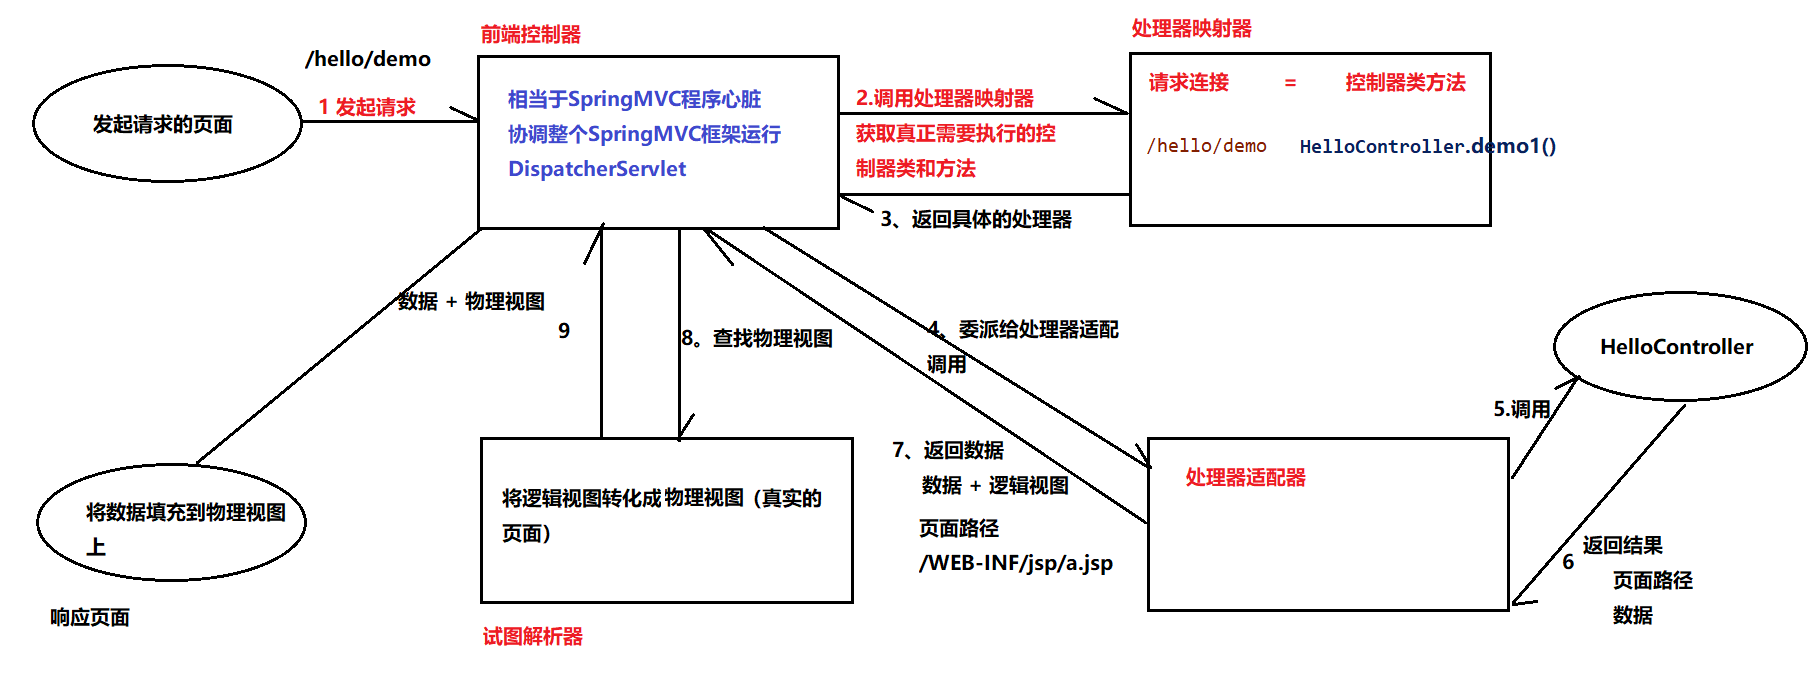 前端控制器
处理器映射器
/hello/demo
1 发起请求
发起请求的页面
相当于SpringMVC程序心脏
协调整个SpringMVC框架运行
DispatcherServlet
2.调用处理器映射器
获取真正需要执行的控
制器类和方法
请求连接 = 控制器类方法
/hello/demo HelloController.demo1()
3、返回具体的处理器
数据 + 物理视图
9
8。查找物理视图
4、委派给处理器适配
调用
HelloController
5.调用
7、返回数据
数据 + 逻辑视图
页面路径
/WEB-INF/jsp/a.jsp
处理器适配器
将逻辑视图转化成物理视图（真实的
页面）
将数据填充到物理视图
上
6 返回结果
页面路径
数据
响应页面
试图解析器